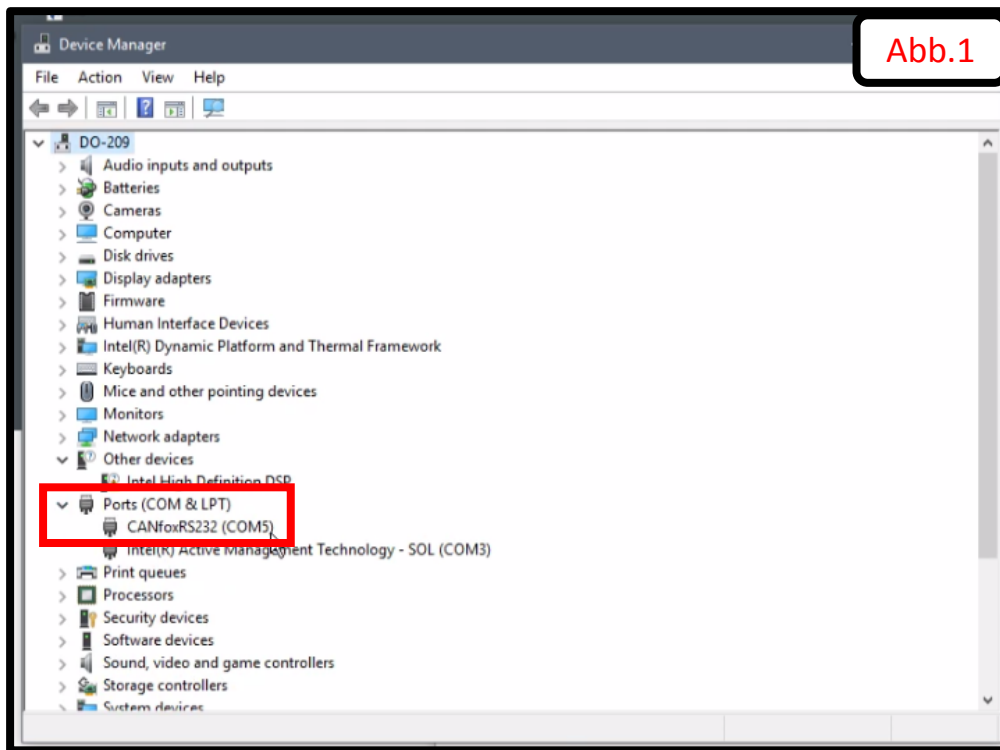 Device Manager
Abb.1
File Action View Help
DO-209
Audio inputs and outputs
Batteries
Cameras
Computer
Disk drives
Display adapters
Firmware
Human Interface Devices
Intel(R) Dynamic Platform and Thermal Framework
Keyboards
Mice and other pointing devices
Monitors
Network adapters
Other devices
Intel High Definition DSP
Ports (COM & LPT)
CANfoxRS232 (COM5)
Intel(R) Active Management Technology - SOL (COM3)
Print queues
Processors
Security devices
Software devices
Sound, video and game controllers
Storage controllers
System devices